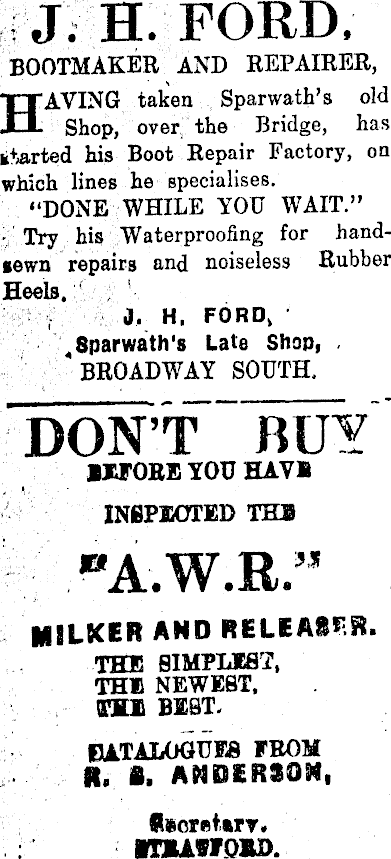 J. H. FORD,
BOOTMAKER AND REPAIRER,
HAVING taken Sparwath's old
Shop, over the Bridge, has
started his Boot Repair Factory, on
which lines he specialises.
"DONE WHILE YOU WAIT."
Try his Waterproofing for hand-
sewn repairs and noiseless Rubber
Heels.
J. H. FORD,
Sparwath's Late Shop,
BROADWAY SOUTH.
DON'T BUY
BEFORE YOU HAVE
INSPECTED THE
"A.W.R."
MILKER AND RELEASER.
THE SIMPLEST,
THE NEWEST,
THE BEST.
CATALOGUES FROM
R. S. ANDERSON,
Secretary.
STRATFORD.